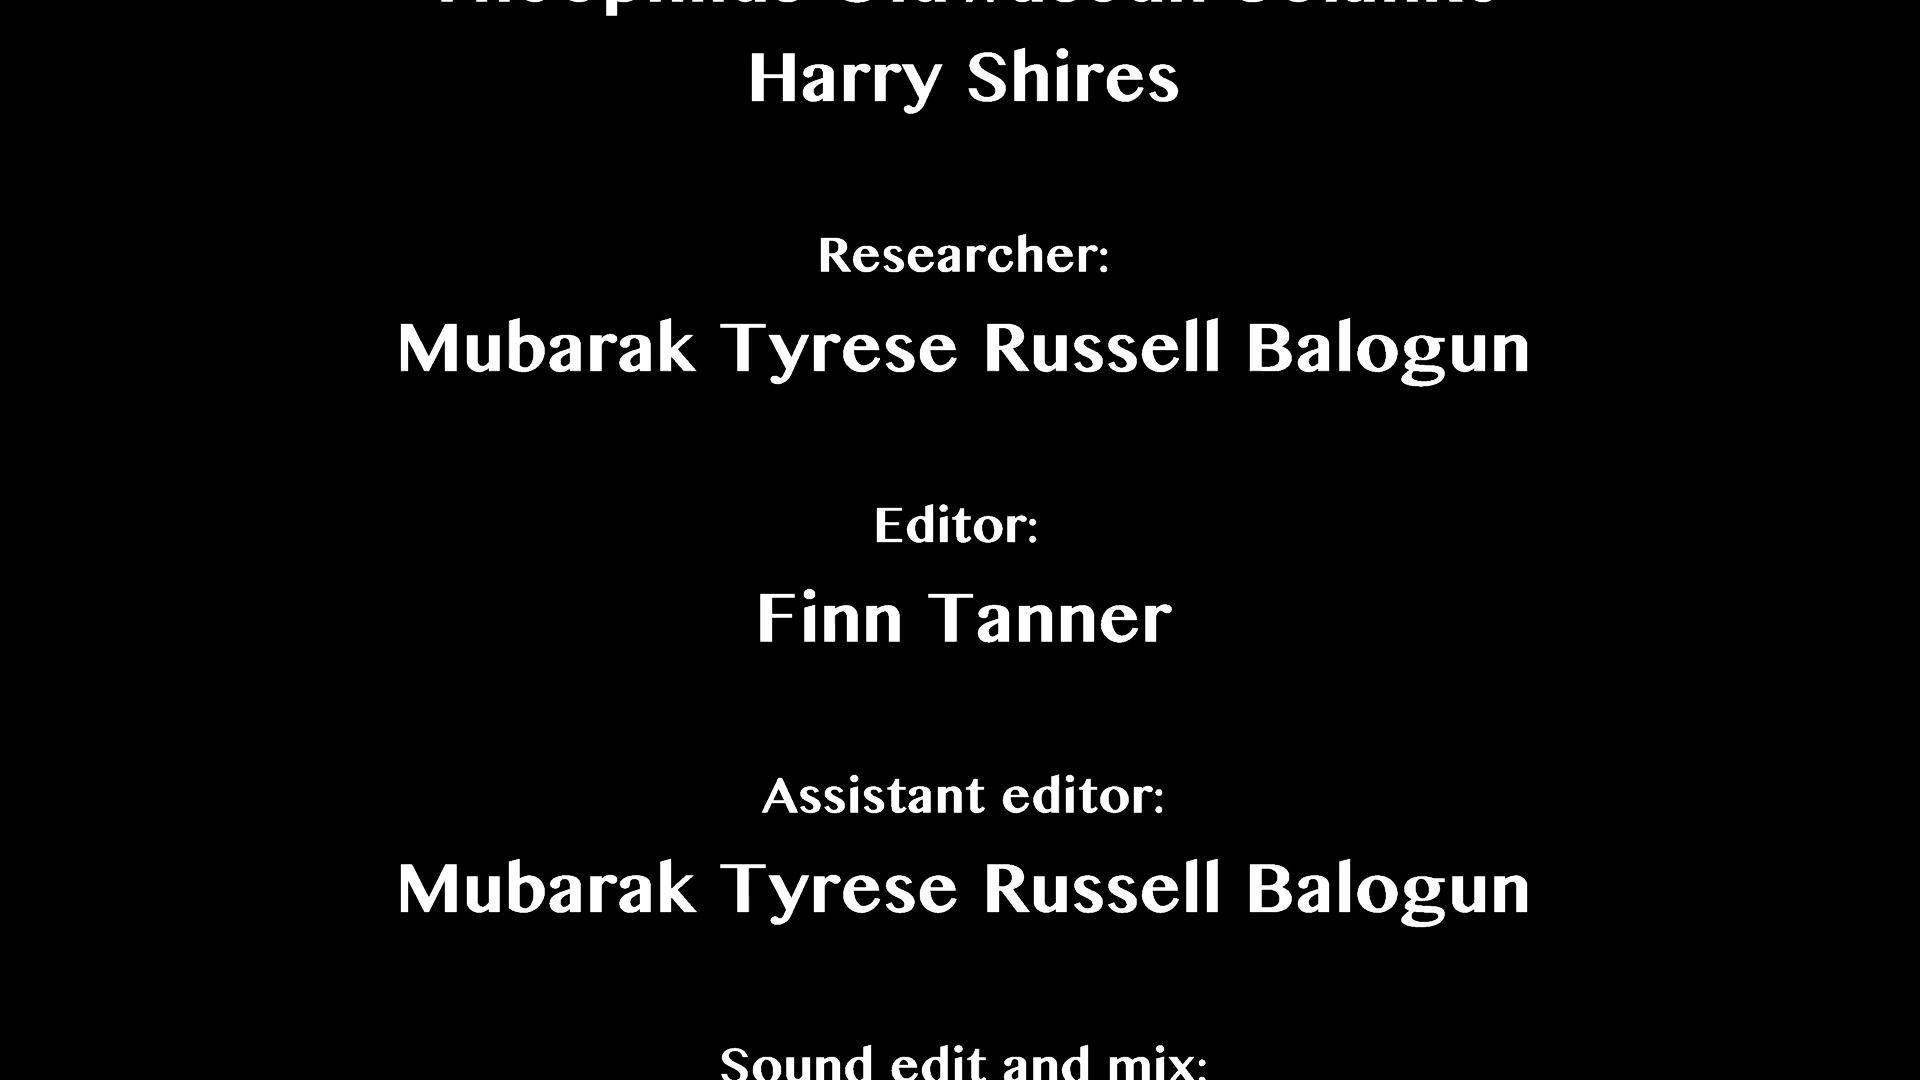 Harry Shires
Researcher:
Mubarak Tyrese Russell Balogun
Editor:
Finn Tanner
Assistant editor:
Mubarak Tyrese Russell Balogun
Sound edit and mix: